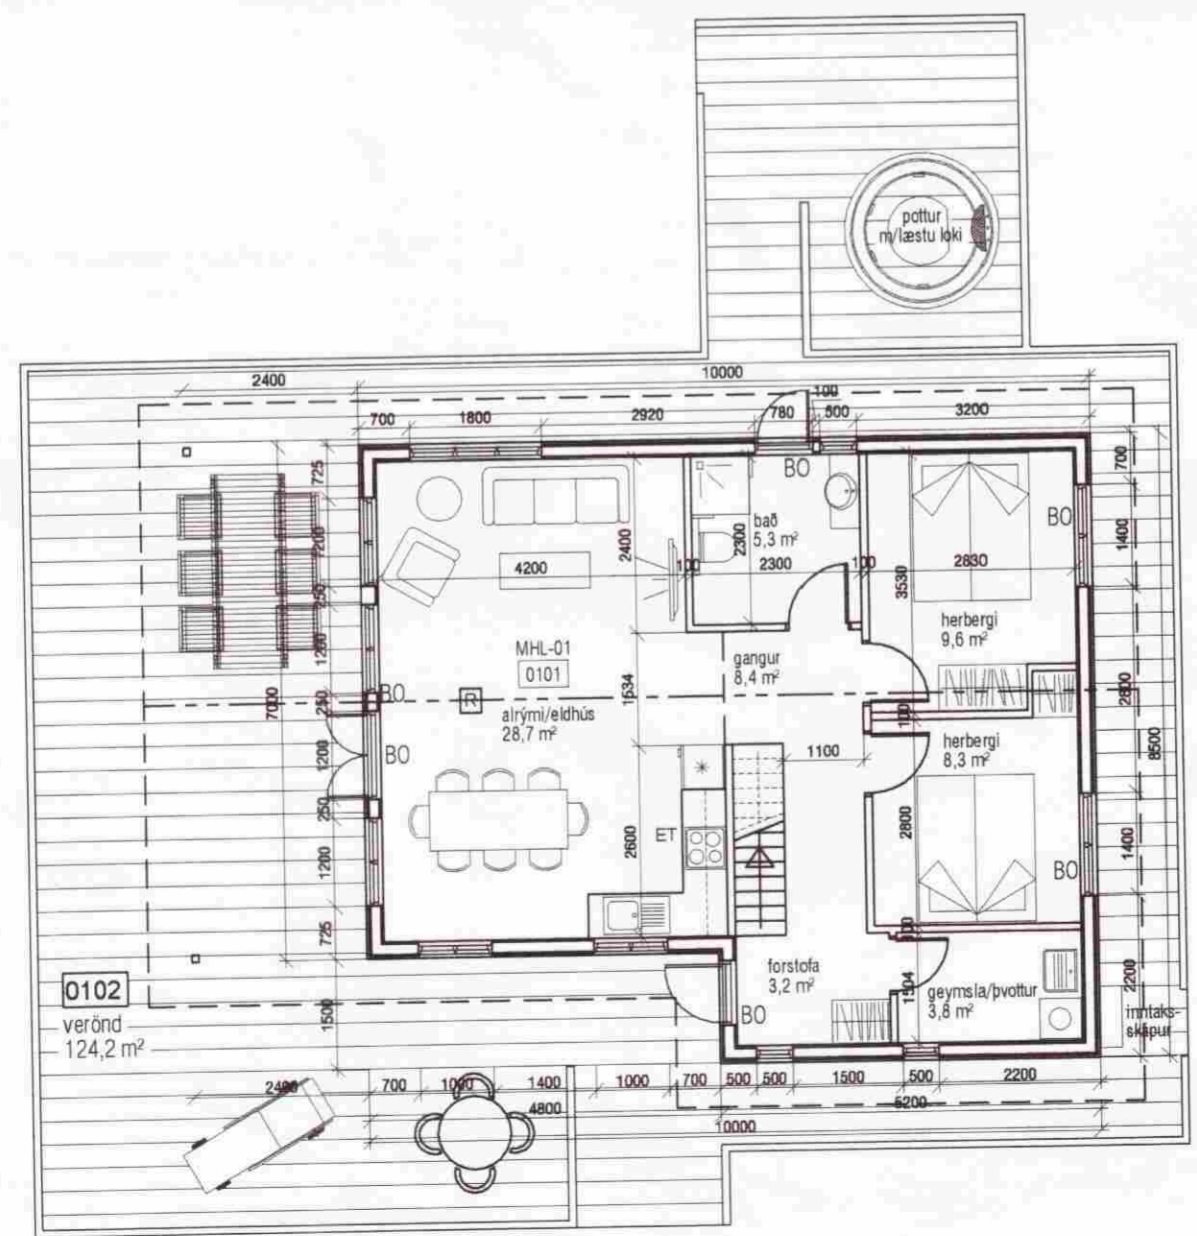 pottur
m/læstu loki
2400
10000
700
1800
2920
780
100
500
3200
725
1200
250
1200
250
1200
250
1200
725
1500
7000
BO
bað
5,3 m²
2400
2300
2300
100
100
4200
3530
2830
BO
700
1400
2800
1400
2200
8500
herbergi
9,6 m²
MHL-01
0101
gangur
8,4 m²
1534
R
BO
alrými/eldhús
28,7 m²
BO
100
herbergi
8,3 m²
1100
2800
2600
ET
BO
100
0102
verönd
124,2 m²
forstofa
3,2 m²
1504
geymsla/þvottur
3,8 m²
BO
inntaks-
skápur
2400
700
1000
1400
1000
700
500
500
1500
500
2200
4800
5200
10000